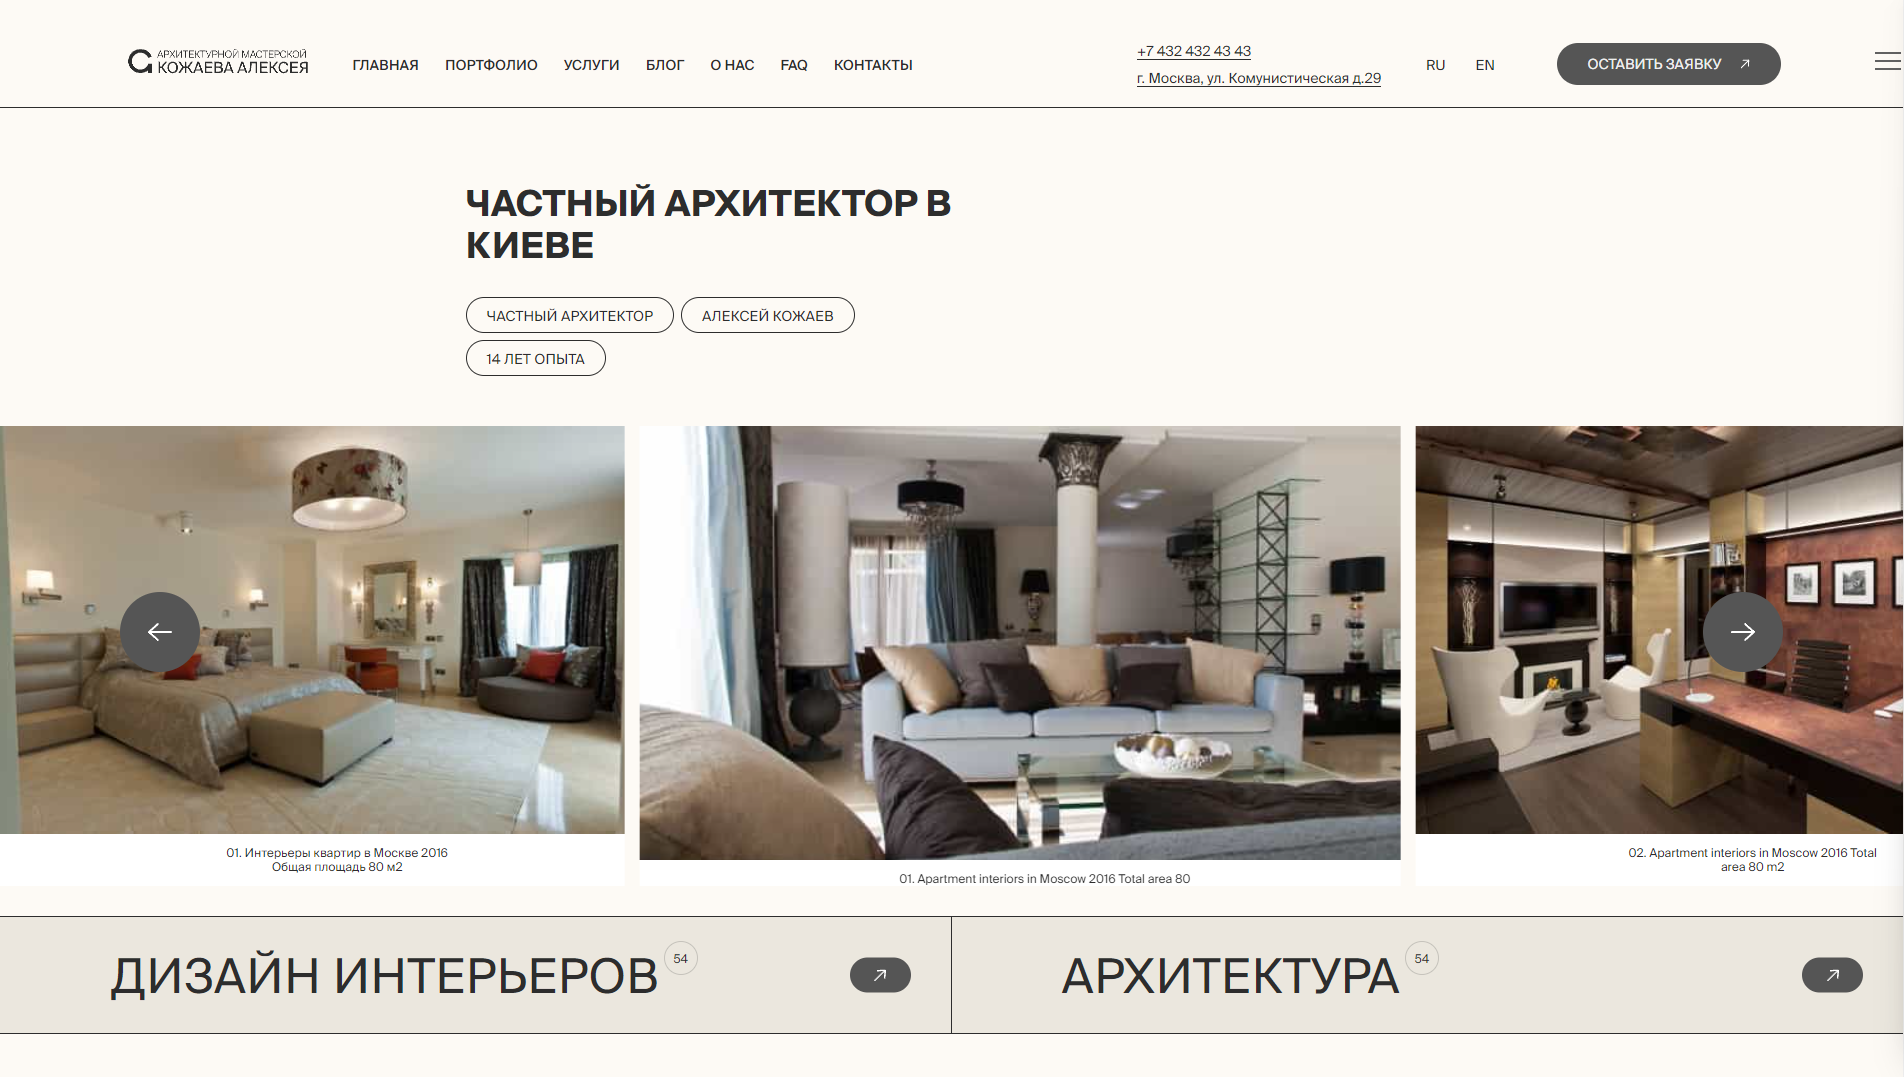 АРХИТЕКТУРНОЙ МАСТЕРСКОЙ
КОЖАЕВА АЛЕКСЕЯ
ГЛАВНАЯ ПОРТФОЛИО УСЛУГИ БЛОГ О НАС FAQ КОНТАКТЫ
+7 432 432 43 43
г. Москва, ул. Комунистическая д.29
RU EN
ОСТАВИТЬ ЗАЯВКУ
ЧАСТНЫЙ АРХИТЕКТОР В
КИЕВЕ
ЧАСТНЫЙ АРХИТЕКТОР
АЛЕКСЕЙ КОЖАЕВ
14 ЛЕТ ОПЫТА
01. Интерьеры квартир в Москве 2016
Общая площадь 80 м2
01. Apartment interiors in Moscow 2016 Total area 80
02. Apartment interiors in Moscow 2016 Total
area 80 m2
ДИЗАЙН ИНТЕРЬЕРОВ 54
АРХИТЕКТУРА 54